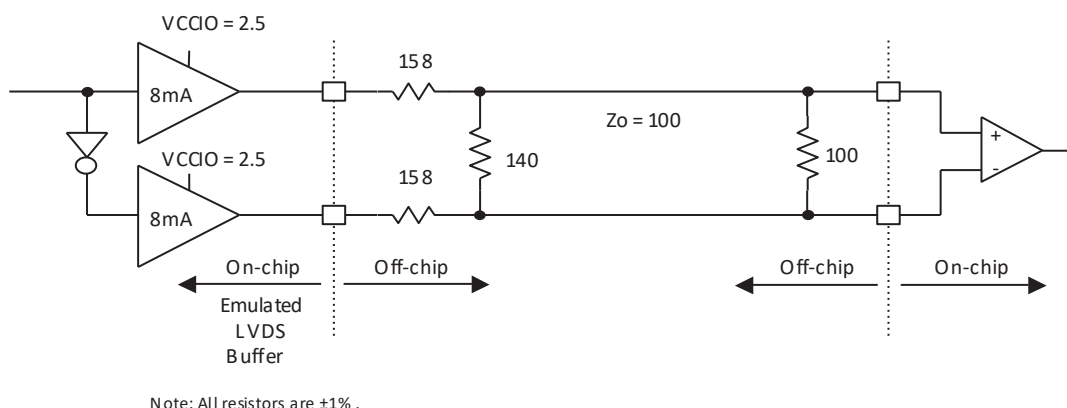 VCCIO = 2.5
158
8mA
Zo = 100
+
-
140
100
VCCIO = 2.5
158
8mA
On-chip
Off-chip
Off-chip
On-chip
Emulated
LVDS
Buffer
Note: All resistors are ±1% .